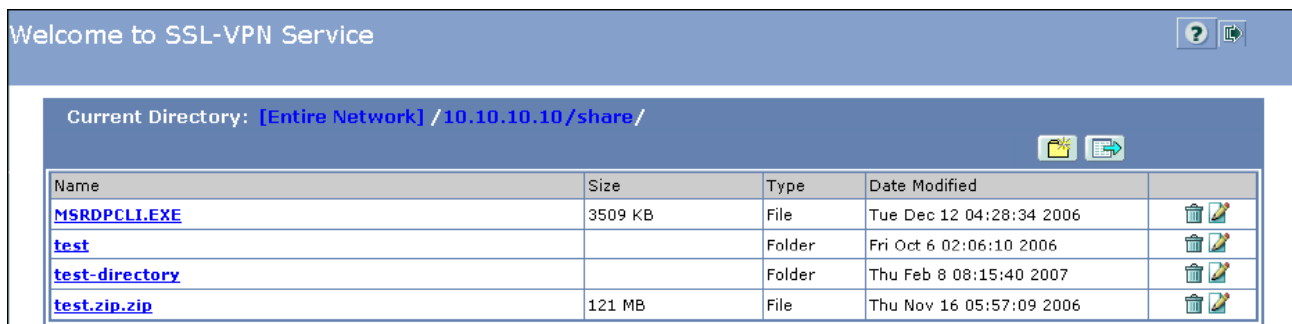 Welcome to SSL-VPN Service
?
Current Directory: [Entire Network] /10.10.10.10/share/
Name Size Type Date Modified
MSRDPCLI.EXE 3509 KB File Tue Dec 12 04:28:34 2006
test Folder Fri Oct 6 02:06:10 2006
test-directory Folder Thu Feb 8 08:15:40 2007
test.zip.zip 121 MB File Thu Nov 16 05:57:09 2006